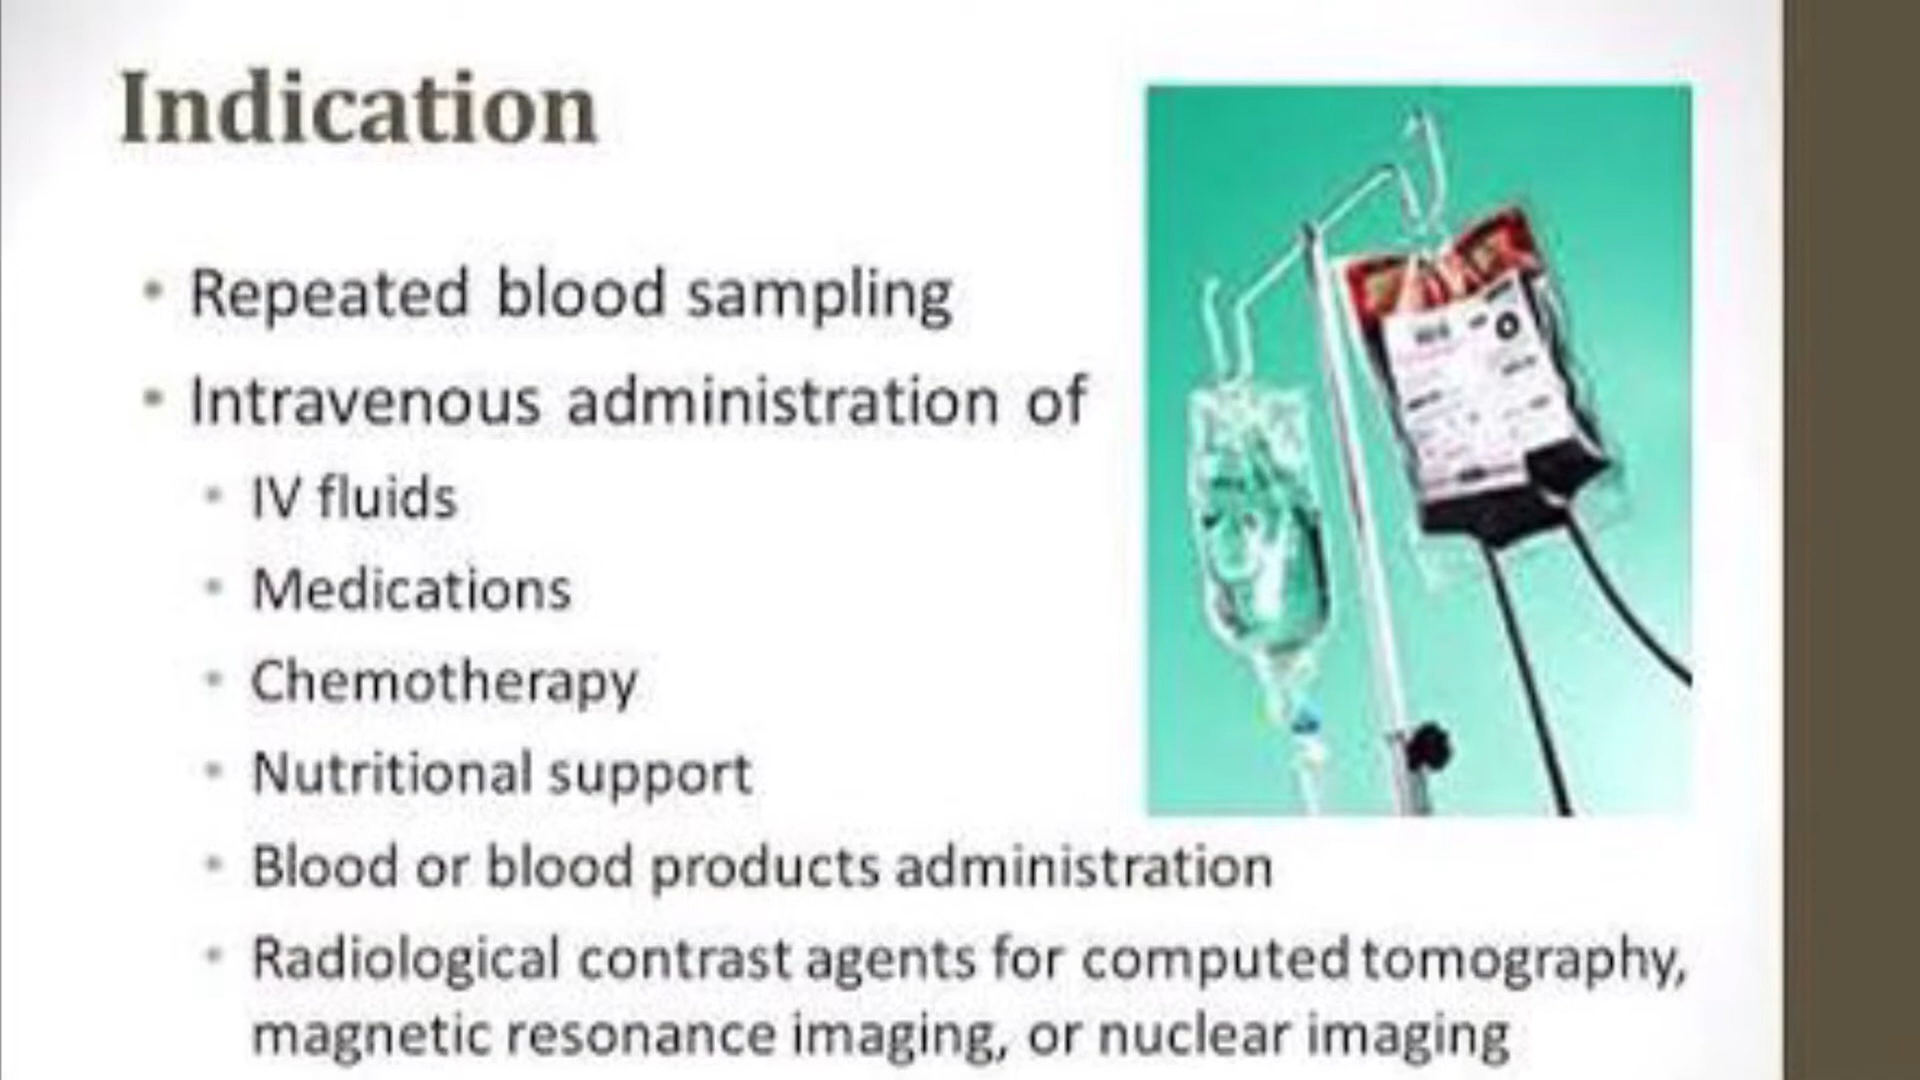 Indication
• Repeated blood sampling
• Intravenous administration of
• IV fluids
• Medications
• Chemotherapy
• Nutritional support
• Blood or blood products administration
• Radiological contrast agents for computed tomography,
magnetic resonance imaging, or nuclear imaging